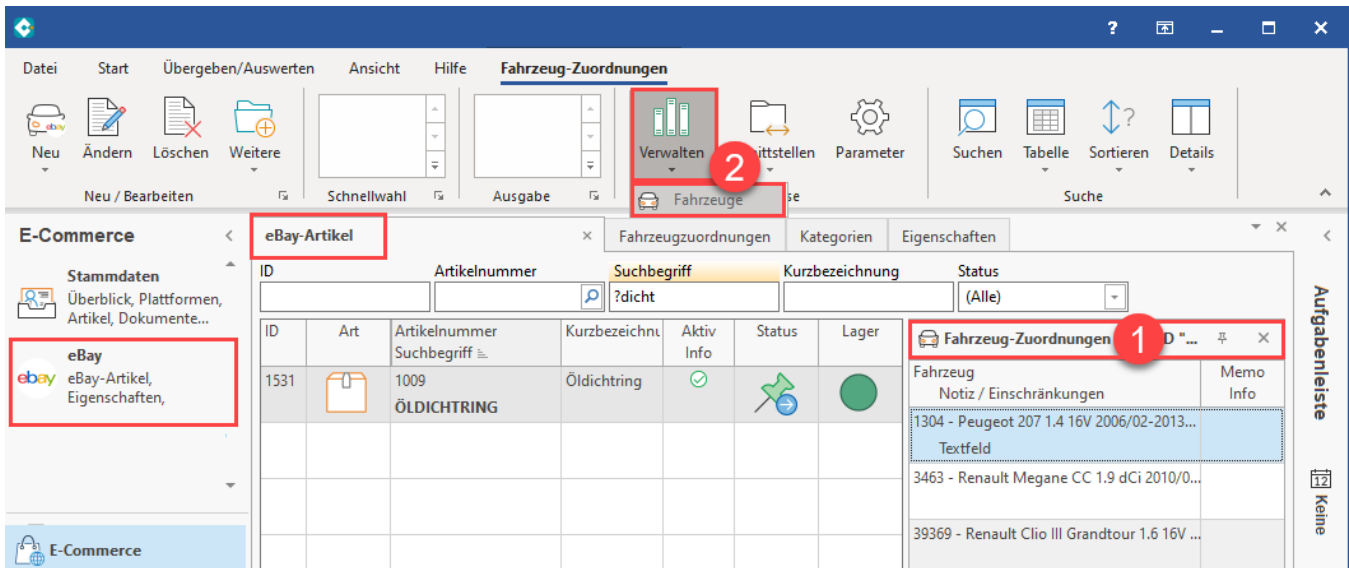 ?
Datei Start Übergeben/Auswerten Ansicht Hilfe Fahrzeug-Zuordnungen
Neu Ändern Löschen Weitere Verwalten ittstellen Parameter Suchen Tabelle Sortieren Details
ebay
2
Neu / Bearbeiten Schnellwahl Ausgabe Fahrzeuge se Suche
E-Commerce
eBay-Artikel Fahrzeugzuordnungen Kategorien Eigenschaften
Stammdaten
Überblick, Plattformen,
Artikel, Dokumente...
eBay
ebay
eBay-Artikel,
Eigenschaften,
E-Commerce
ID Artikelnummer Suchbegriff Kurzbezeichnung Status
?dicht (Alle)
ID Art Artikelnummer Kurzbezeichnu Aktiv Status Lager
Suchbegriff Info
1531 1009 Öldichtring
ÖLDICHTRING
Fahrzeug-Zuordnungen 1 D "...
Fahrzeug Memo
Notiz / Einschränkungen Info
1304 - Peugeot 207 1.4 16V 2006/02-2013...
Textfeld
3463 - Renault Megane CC 1.9 dCi 2010/0...
39369 - Renault Clio III Grandtour 1.6 16V ...
Aufgabenleiste
12 Keine